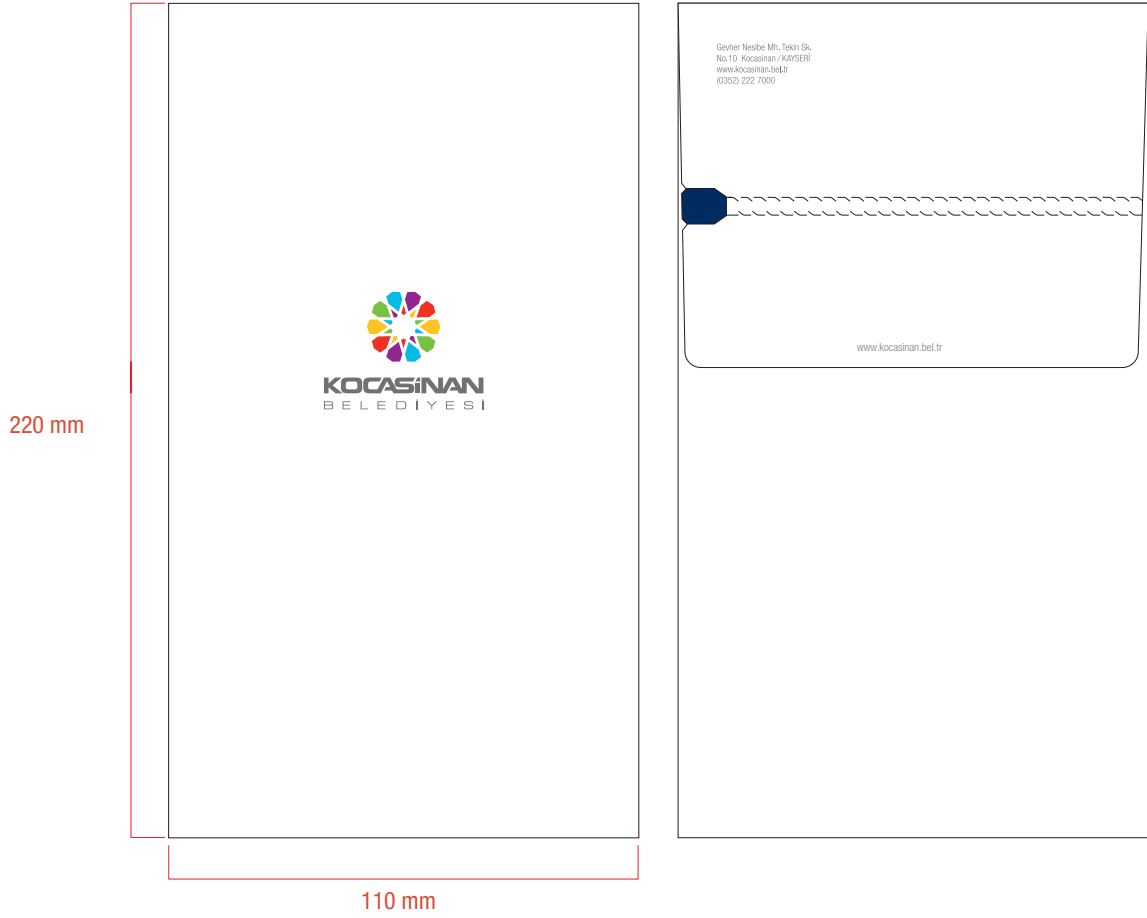 220 mm
KOCASİNAN
BELEDİYESİ
110 mm
Gevher Nesibe Mh. Tekin Sk.
No:10 Kocasinan/KAYSERİ
www.kocasinan.bel.tr
(0352) 222 7000
www.kocasinan.bel.tr